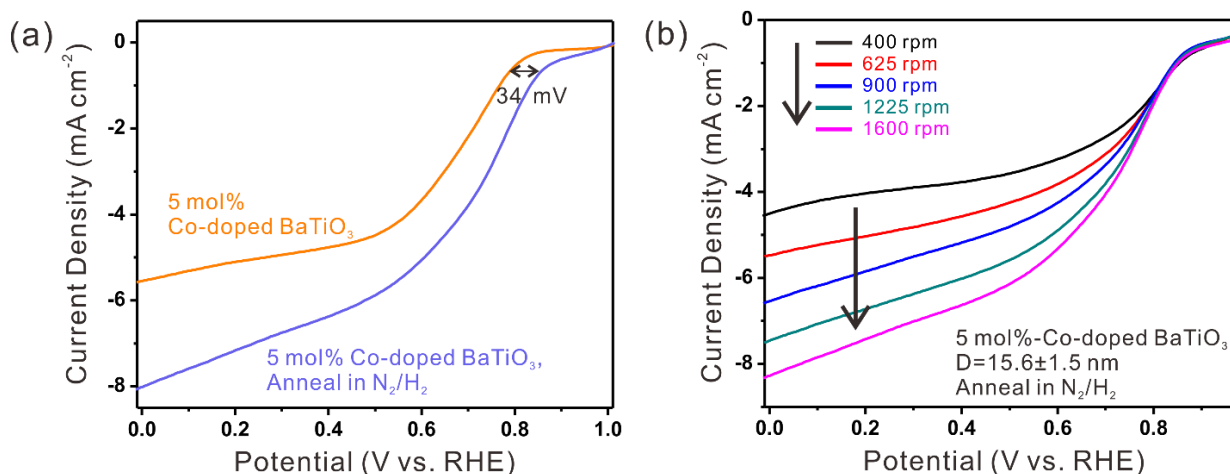 (a)
0
-2
-4
-6
-8
0.0
0.2
0.4
0.6
0.8
1.0
Current Density (mA cm⁻²)
Potential (V vs. RHE)
34 mV
5 mol%
Co-doped BaTiO₃
5 mol% Co-doped BaTiO₃,
Anneal in N₂/H₂
(b)
0
-2
-4
-6
-8
0.0
0.2
0.4
0.6
0.8
Current Density (mA cm⁻²)
Potential (V vs. RHE)
400 rpm
625 rpm
900 rpm
1225 rpm
1600 rpm
5 mol%-Co-doped BaTiO₃
D=15.6±1.5 nm
Anneal in N₂/H₂